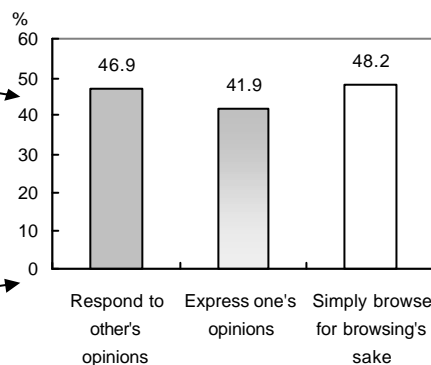 %
60
50
40
30
20
10
0
46.9
41.9
48.2
Respond to
other's
opinions
Express one's
opinions
Simply browse
for browsing's
sake